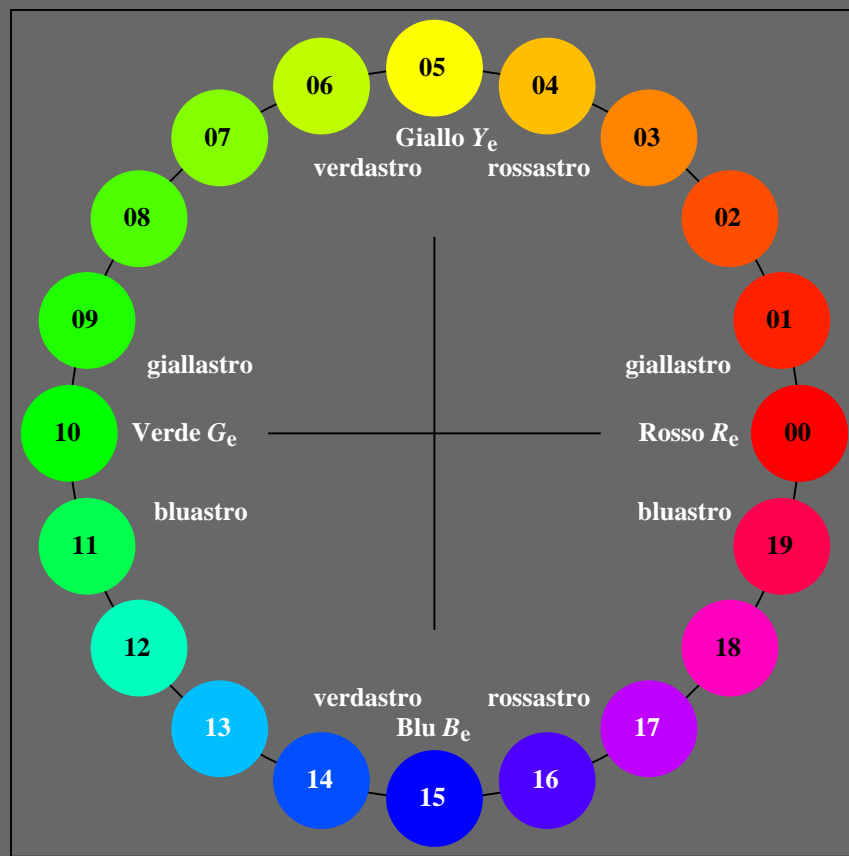 05
06 04
07 Giallo Ye 03
verdastro rossastro
08 02
09 01
giallastro giallastro
10 Verde Ge Rosso Re 00
bluastro bluastro
11 19
12 18
verdastro rossastro
13 Blu Be 17
14 16
15